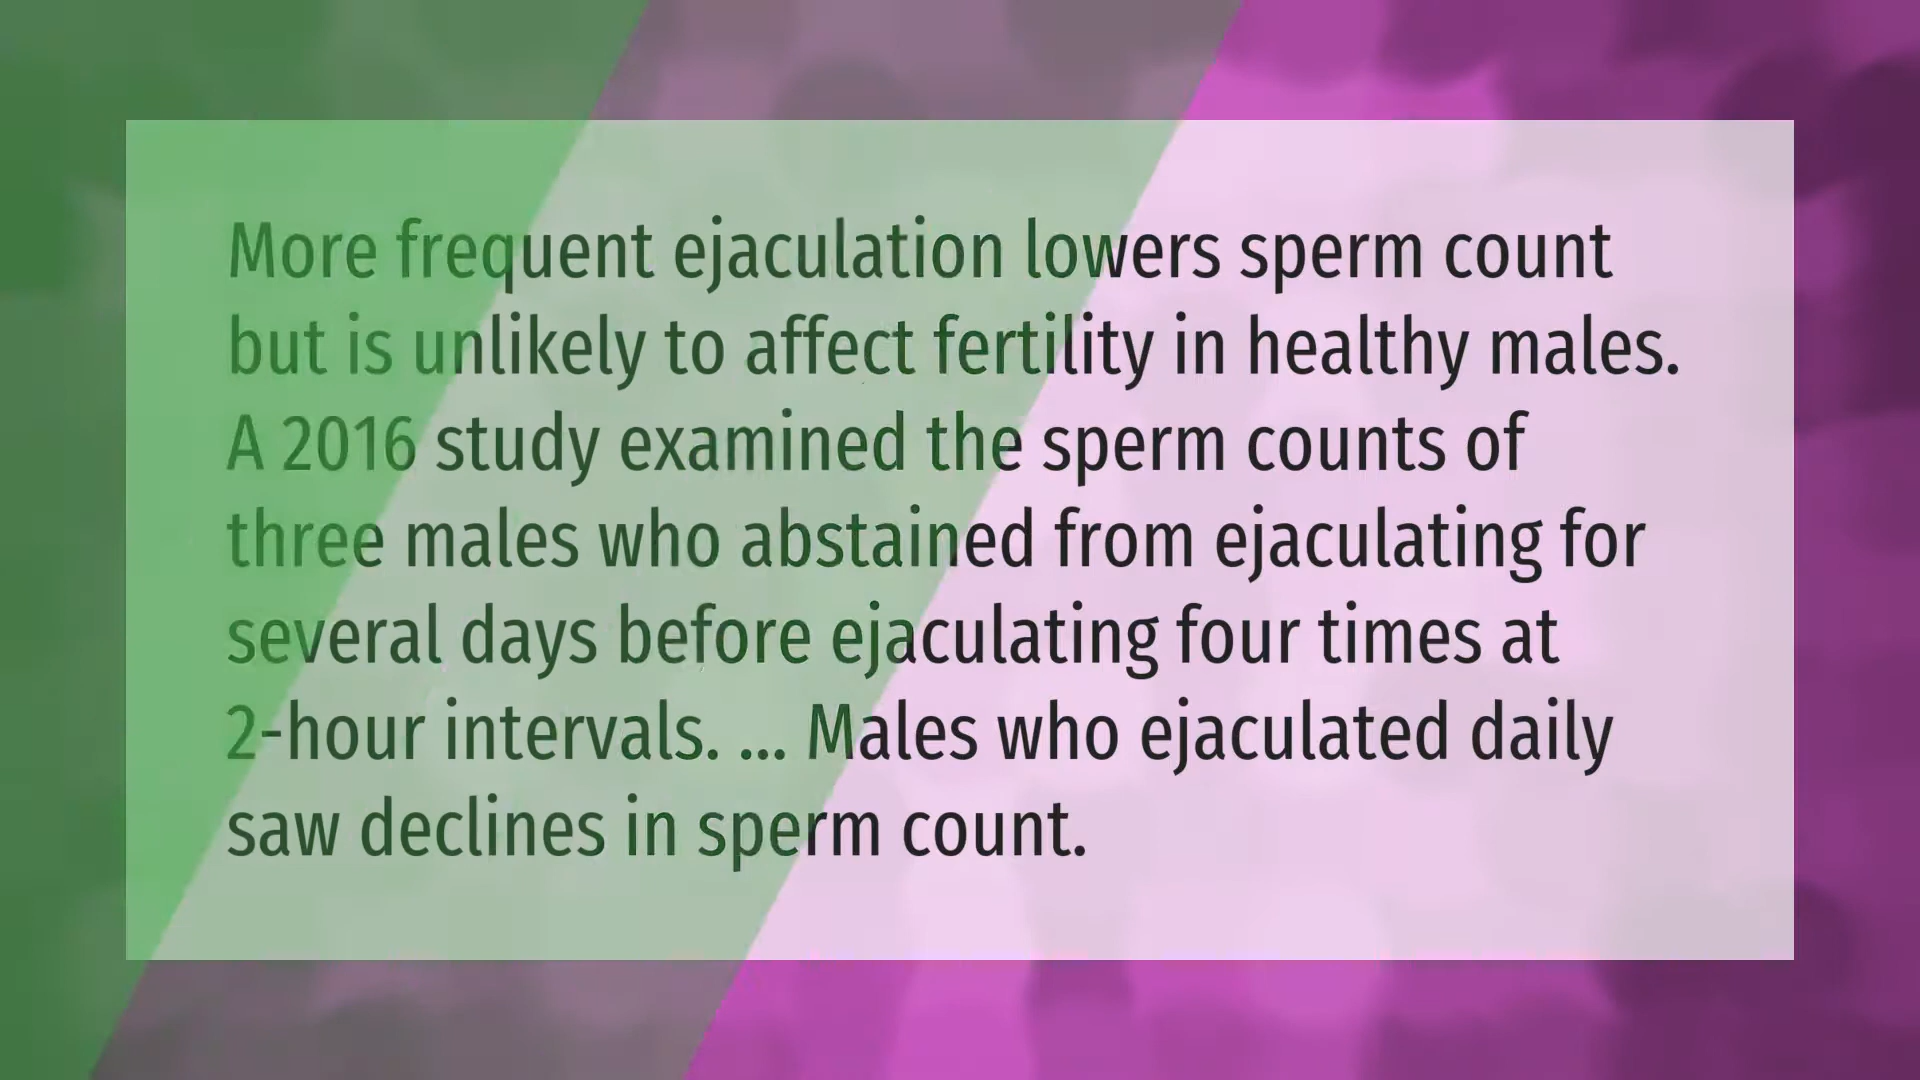 More frequent ejaculation lowers sperm count
but is unlikely to affect fertility in healthy males.
A 2016 study examined the sperm counts of
three males who abstained from ejaculating for
several days before ejaculating four times at
2-hour intervals. ... Males who ejaculated daily
saw declines in sperm count.